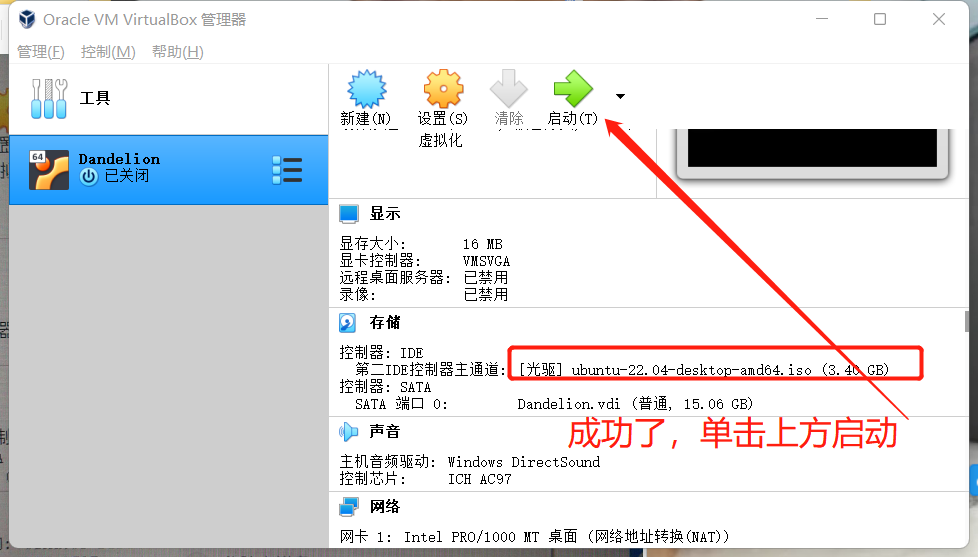 Oracle VM VirtualBox 管理器
管理(F) 控制(M) 帮助(H)
工具
新建(N) 设置(S) 清除 启动(T)
虚拟化
64
Dandelion
已关闭
显示
显存大小: 16 MB
显卡控制器: VMSVGA
远程桌面服务器: 已禁用
录像: 已禁用
存储
控制器: IDE
第二IDE控制器主通道: [光驱] ubuntu-22.04-desktop-amd64.iso (3.40 GB)
控制器: SATA
SATA 端口 0: Dandelion.vdi (普通, 15.06 GB)
成功了，单击上方启动
声音
主机音频驱动: Windows DirectSound
控制芯片: ICH AC97
网络
网卡 1: Intel PRO/1000 MT 桌面 (网络地址转换(NAT))